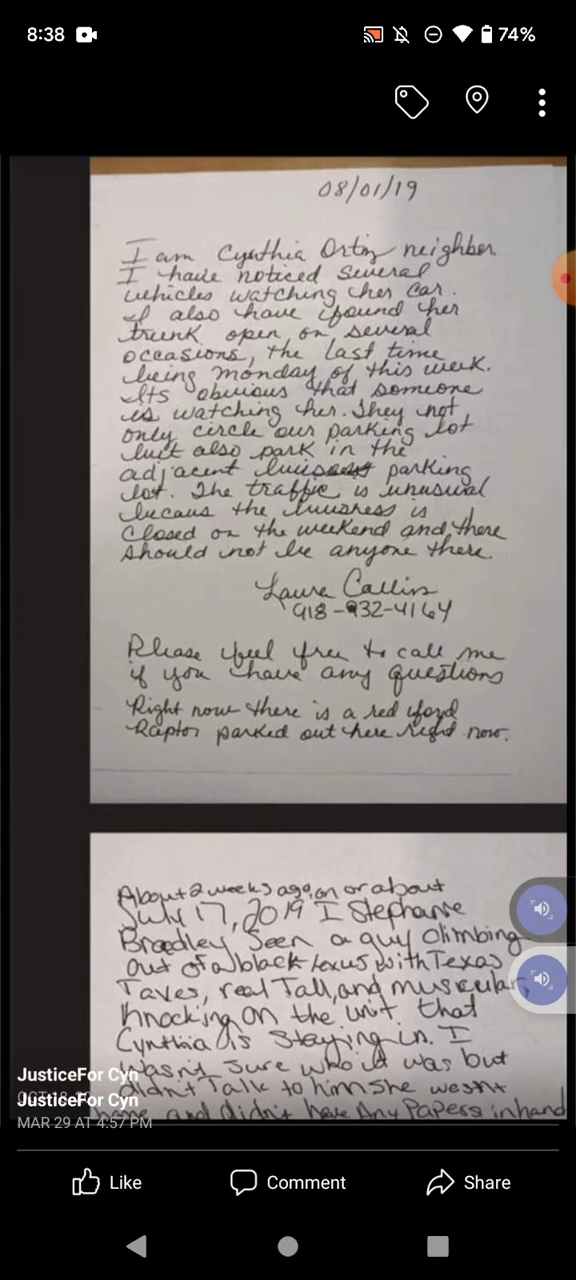 8:38
74%
08/01/19
I am Cynthia Ortiz neighbor.
I have noticed several
vehicles watching her car.
I also have found her
trunk open on several
occasions, the last time
being monday of this week.
Its obvious that someone
is watching her. They not
only circle our parking lot
but also park in the
adjacent parking
lot. The traffic is unusual
becaus the business is
Closed on the weekend and there
should not be anyone there.
Laura
918-932-4164
Please feel free to call me
if you have any questions
Right now there is a red ford
Raptor parked out here right now.
About 2 weeks ago, on or about
July 17, 2019 I Stephanie
Bradley Seen a guy Climbing
out of a black lexus with Texas
real Tall, and muscular,
Knocking on the unit that
Cynthia is Staying in. I
wasn't sure who it was but
didn't Talk to him She wasn't
home and didn't have Any Papers in hand
JusticeFor Cyn
JusticeFor Cyn
MAR 29 AT 4:57 PM
Like
Comment
Share